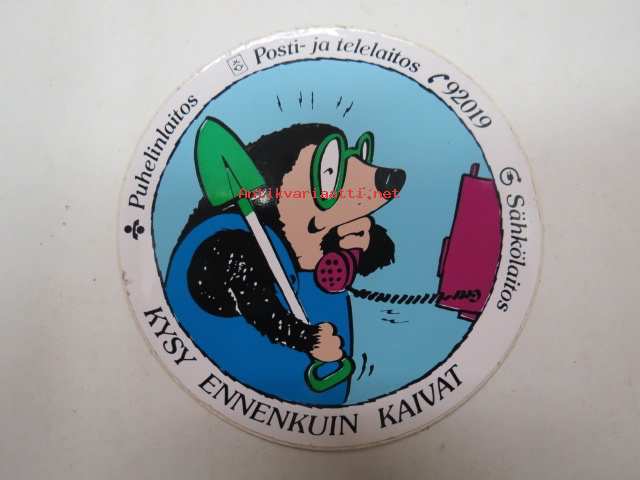 Puhelinlaitos
Posti- ja telelaitos
92019
Sähkölaitos
KYSY ENNENKUIN KAIVAT
Antikvariaatti.net